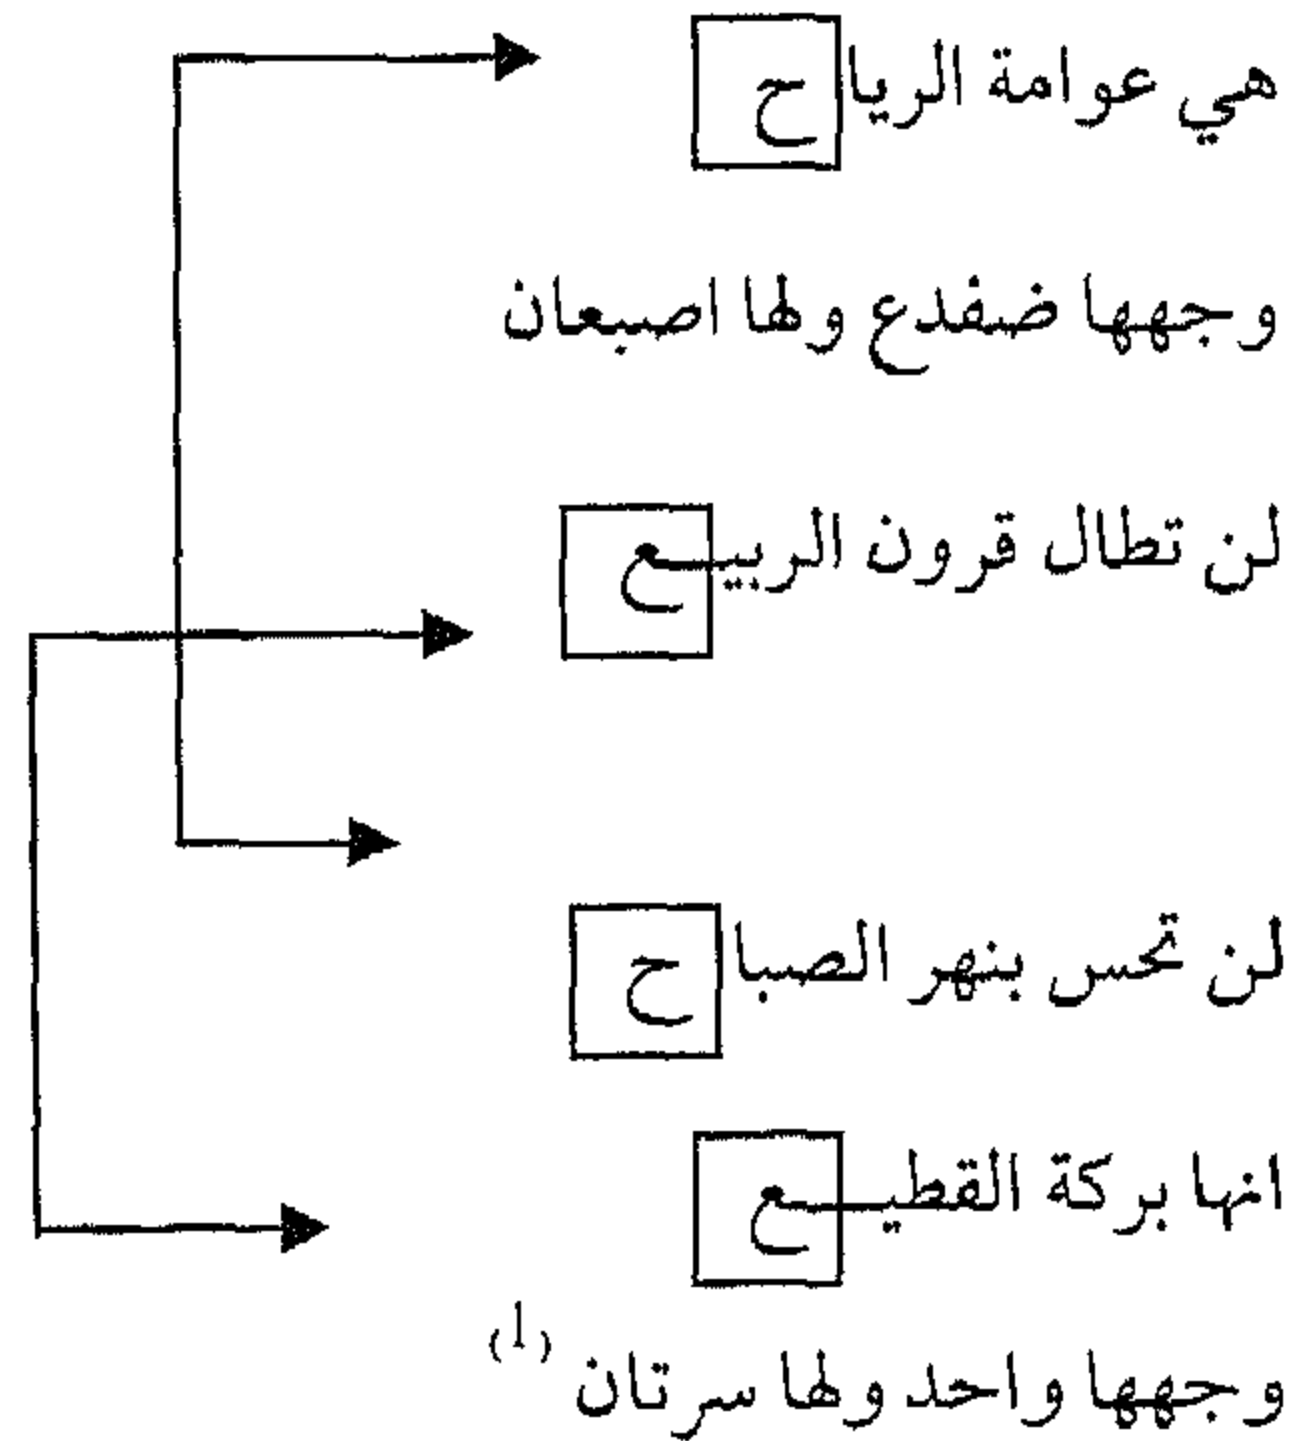 هي عوامة الرياح
وجهها ضفدع ولها اصبعان
لن تطال قرون الربيع
لن تحس بنهر الصباح
انها بركة القطيع
وجهها واحد ولها سرتان (1)